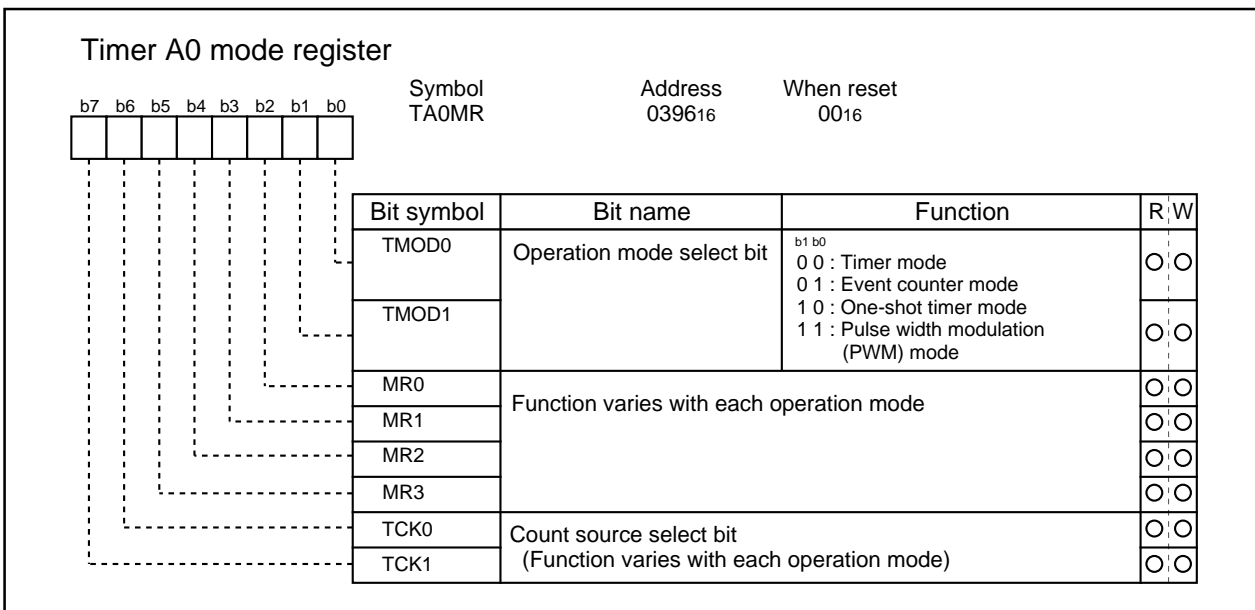 Timer A0 mode register
Symbol Address When reset
TA0MR 039616 0016
b7 b6 b5 b4 b3 b2 b1 b0
Bit symbol Bit name Function R W
TMOD0 Operation mode select bit b1 b0
0 0 : Timer mode
0 1 : Event counter mode
TMOD1 1 0 : One-shot timer mode
1 1 : Pulse width modulation
(PWM) mode
MR0 Function varies with each operation mode
MR1
MR2
MR3
TCK0 Count source select bit
(Function varies with each operation mode)
TCK1